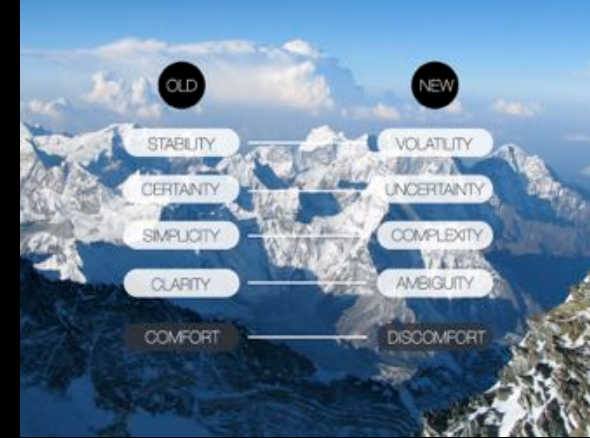 OLD NEW
STABILITY VOLATILITY
CERTAINTY UNCERTAINTY
SIMPLICITY COMPLEXITY
CLARITY AMBIGUITY
COMFORT DISCOMFORT